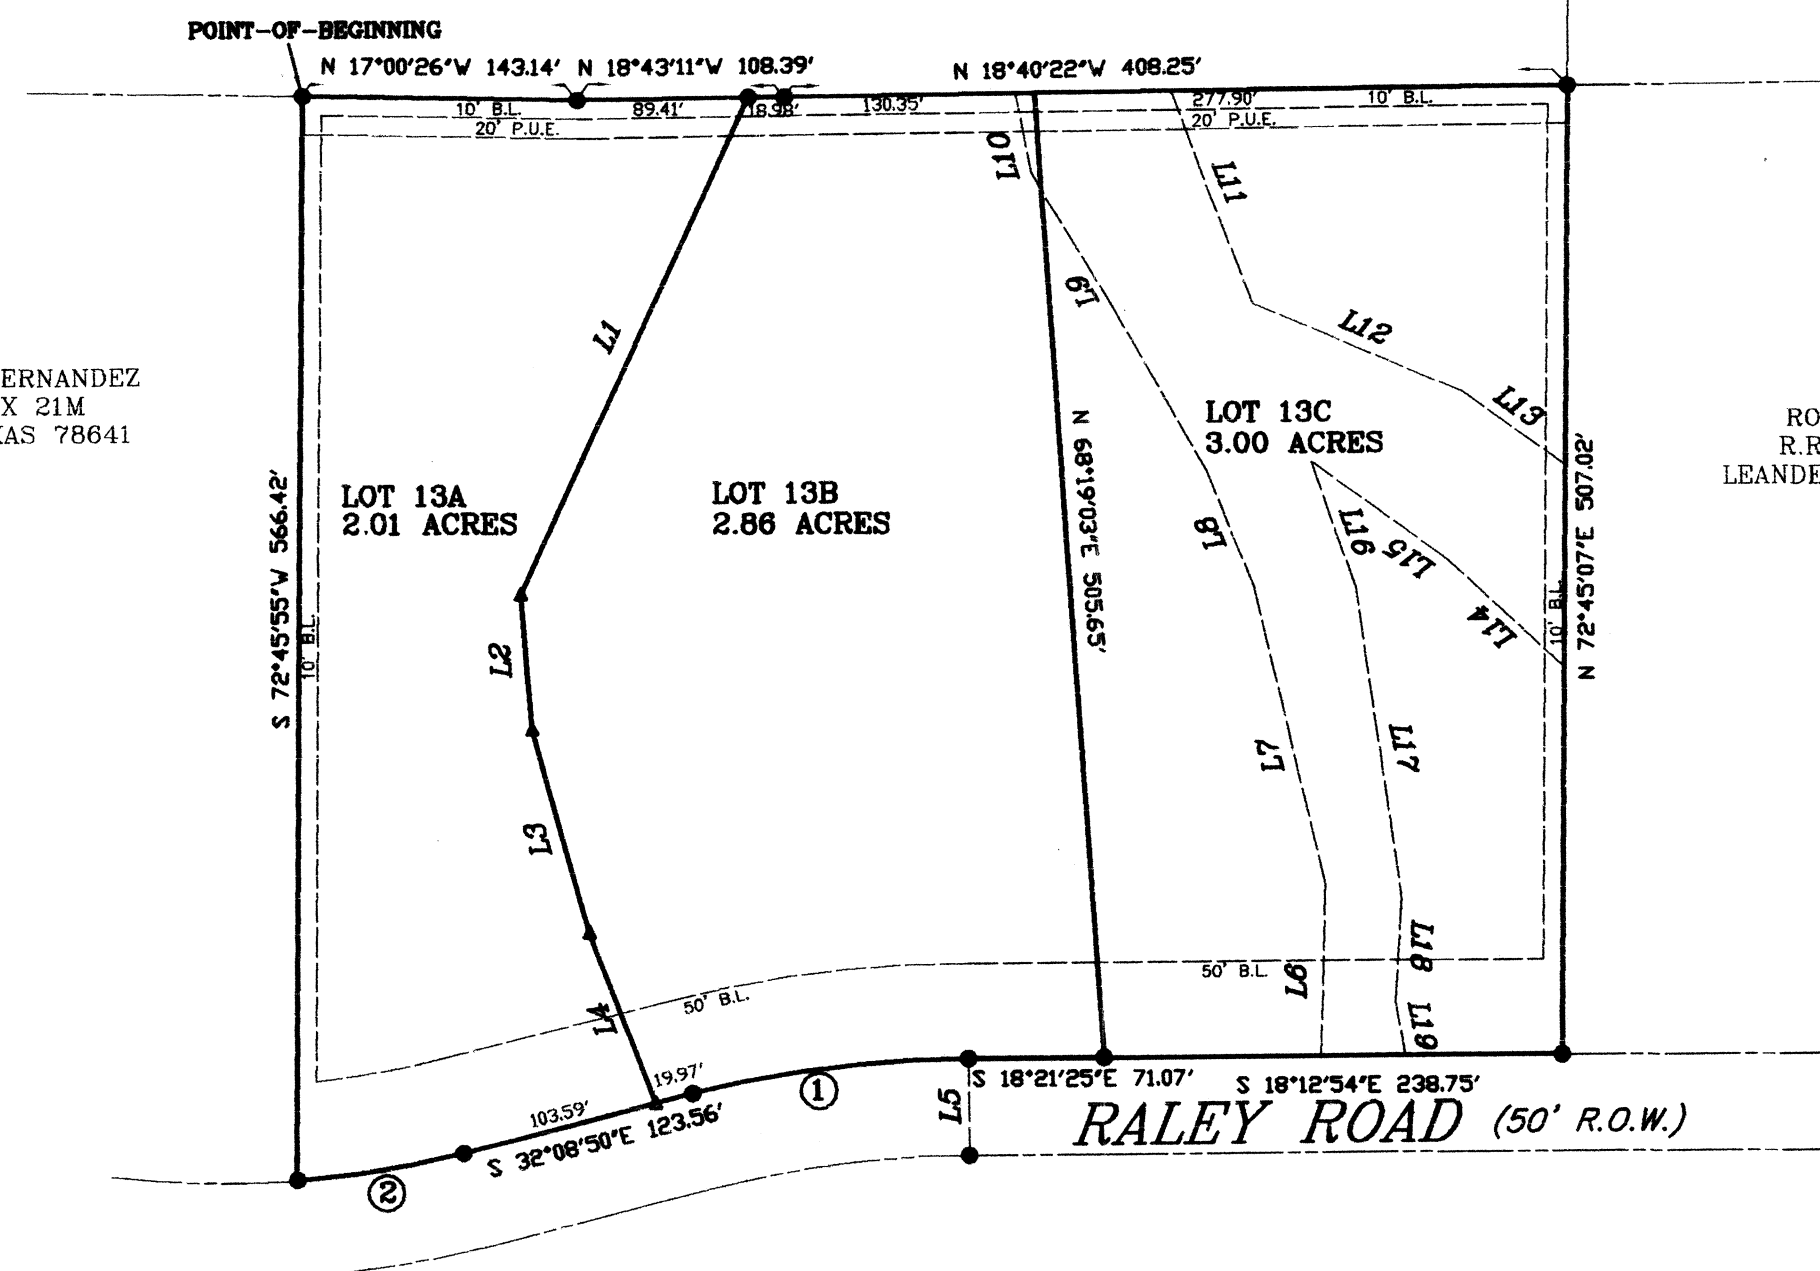 POINT-OF-BEGINNING
N 17°00'26"W 143.14'
N 18°43'11"W 108.39'
N 18°40'22"W 408.25'
10' B.L.
89.41'
18.98'
130.35'
277.90'
10' B.L.
20' P.U.E.
20' P.U.E.
L10
L11
L9
L1
L12
L13
ERNANDEZ
X 21M
AS 78641
RO
R.R
LEANDE
LOT 13C
3.00 ACRES
LOT 13A
2.01 ACRES
LOT 13B
2.86 ACRES
S 72°45'55"W 566.42'
10' B.L.
N 68°19'03"E 505.65'
N 72°45'07"E 507.02'
10' B.L.
L8
L16
L15
L14
L2
L7
L17
L3
L18
L6
50' B.L.
50' B.L.
L4
L19
19.97'
1
L5
S 18°21'25"E 71.07'
S 18°12'54"E 238.75'
103.59'
S 32°08'50"E 123.56'
RALEY ROAD (50' R.O.W.)
2